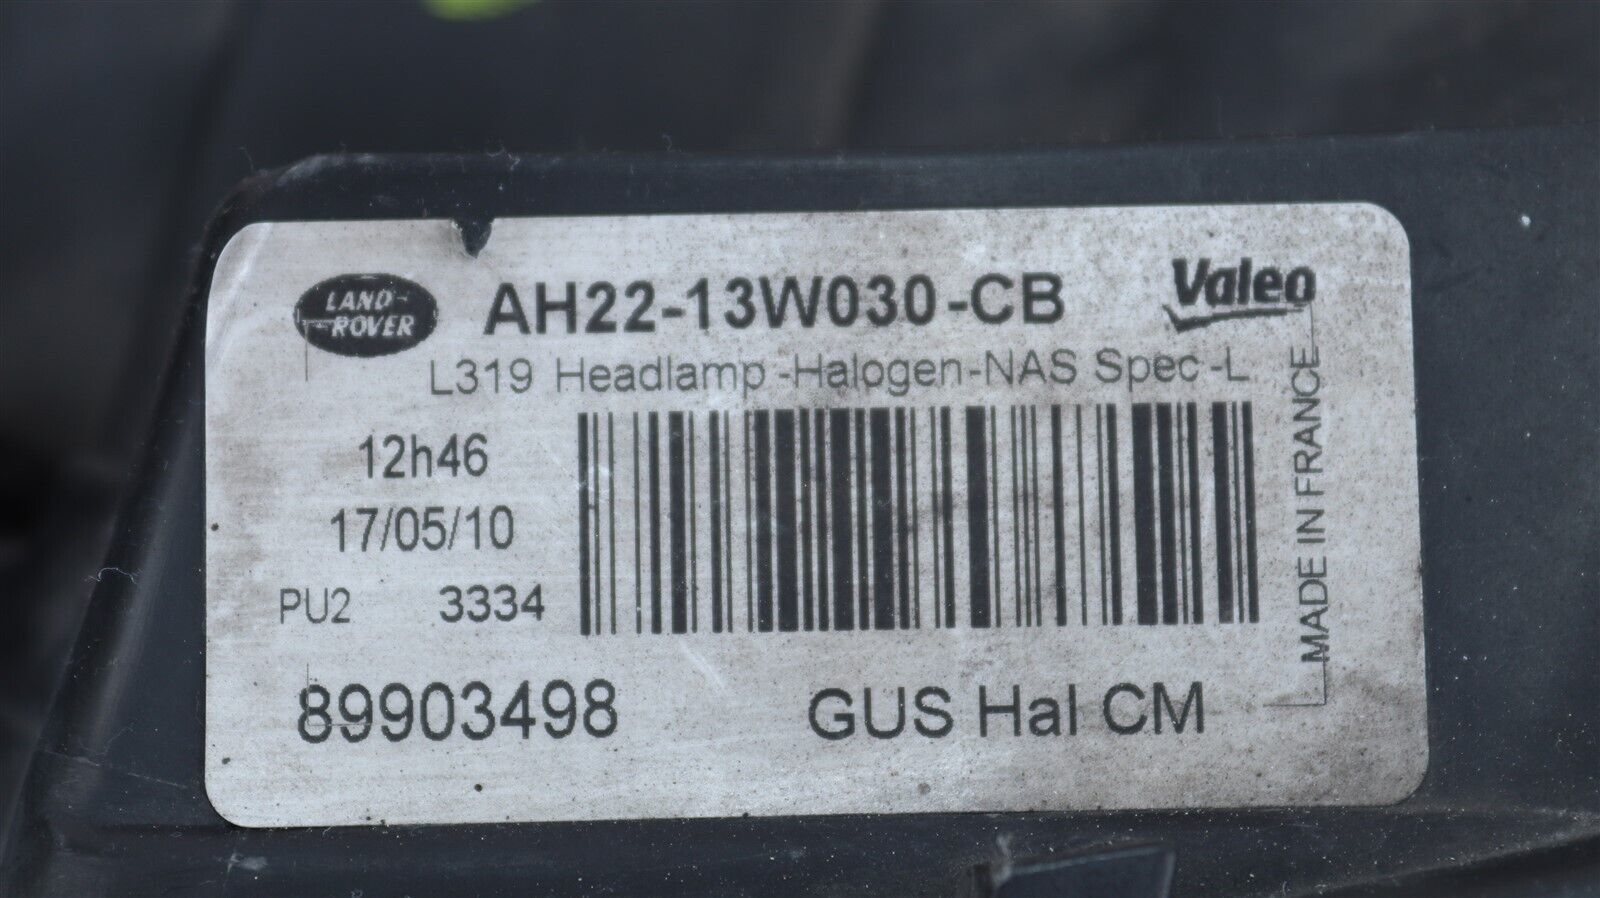 LAND-
ROVER
AH22-13W030-CB
Valeo
L319 Headlamp-Halogen-NAS Spec-L
12h46
17/05/10
PU2 3334
89903498
GUS Hal CM
MADE IN FRANCE